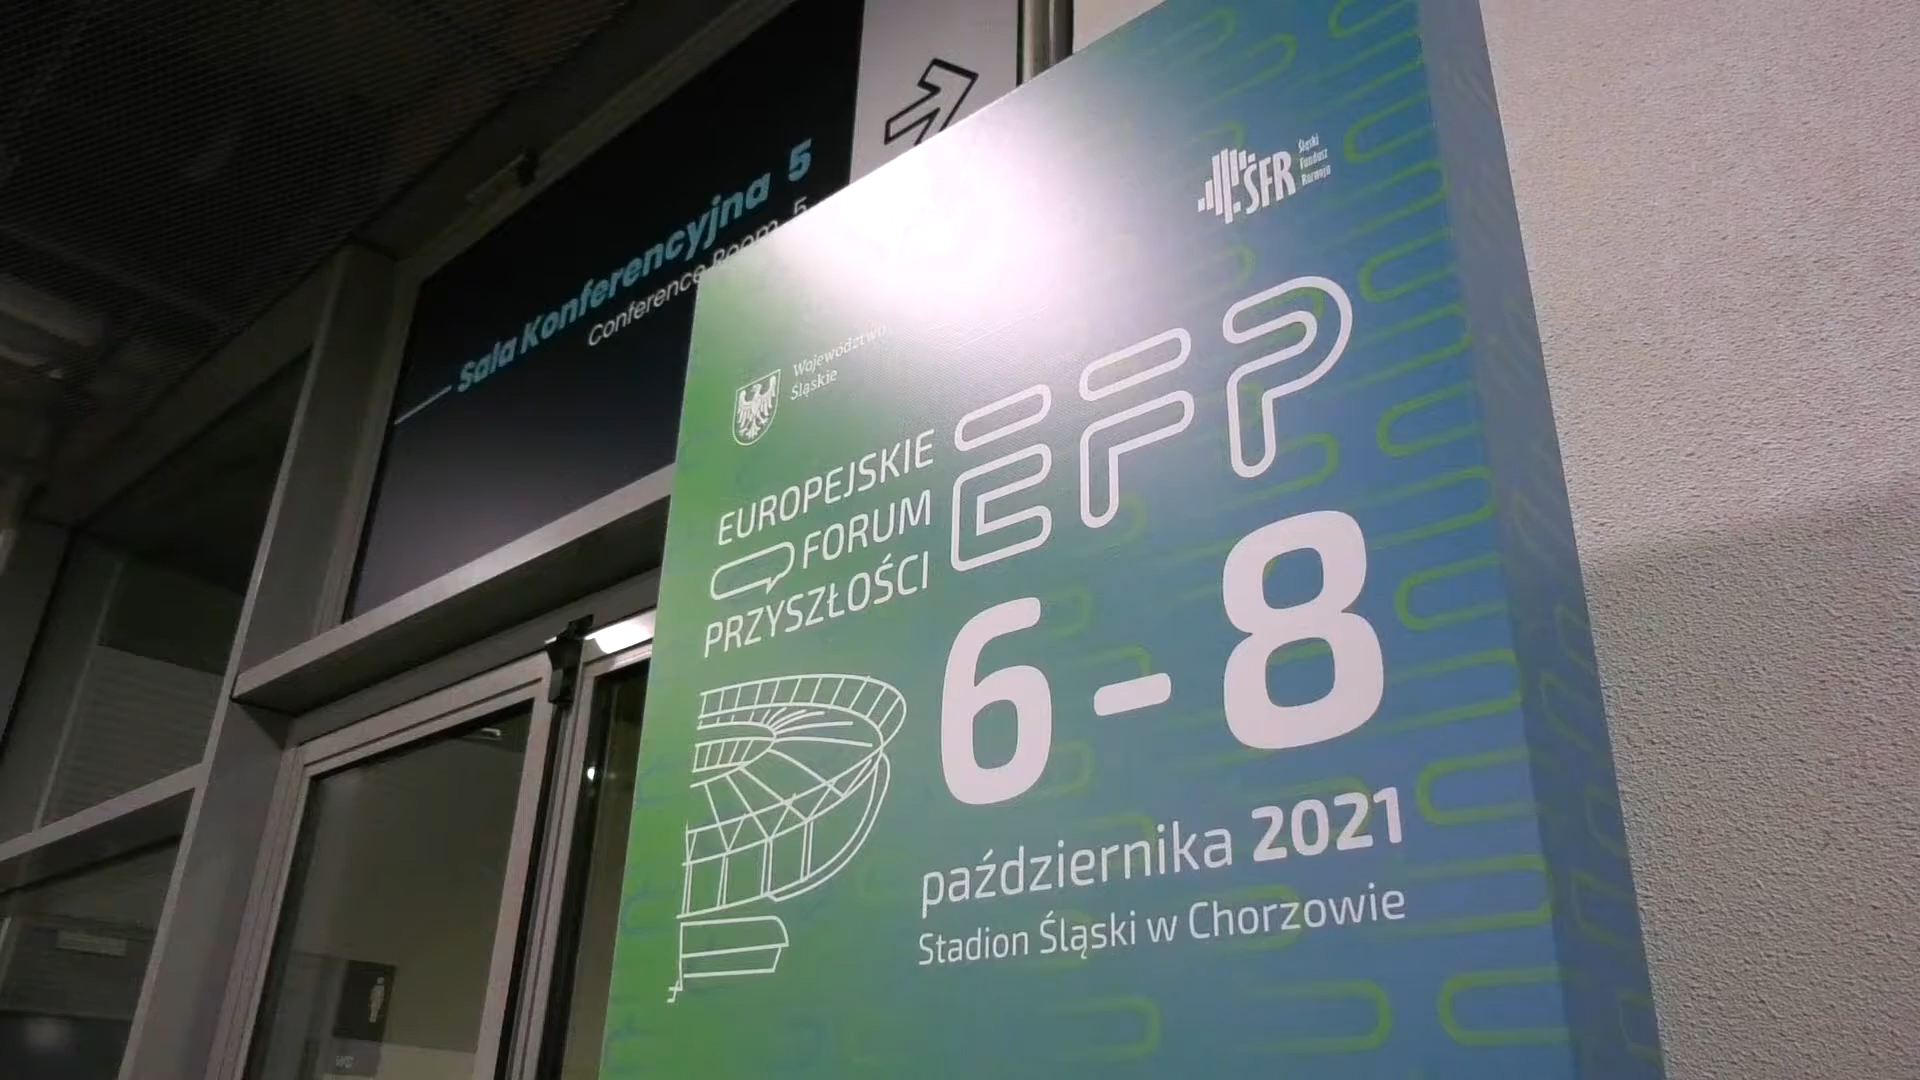 Sala Konferencyjna 5
Conference Room 5
ŚFR
Śląski
Fundusz
Rozwoju
Województwo
Śląskie
EUROPEJSKIE
FORUM
PRZYSZŁOŚCI
EFP
6-8
października 2021
Stadion Śląski w Chorzowie